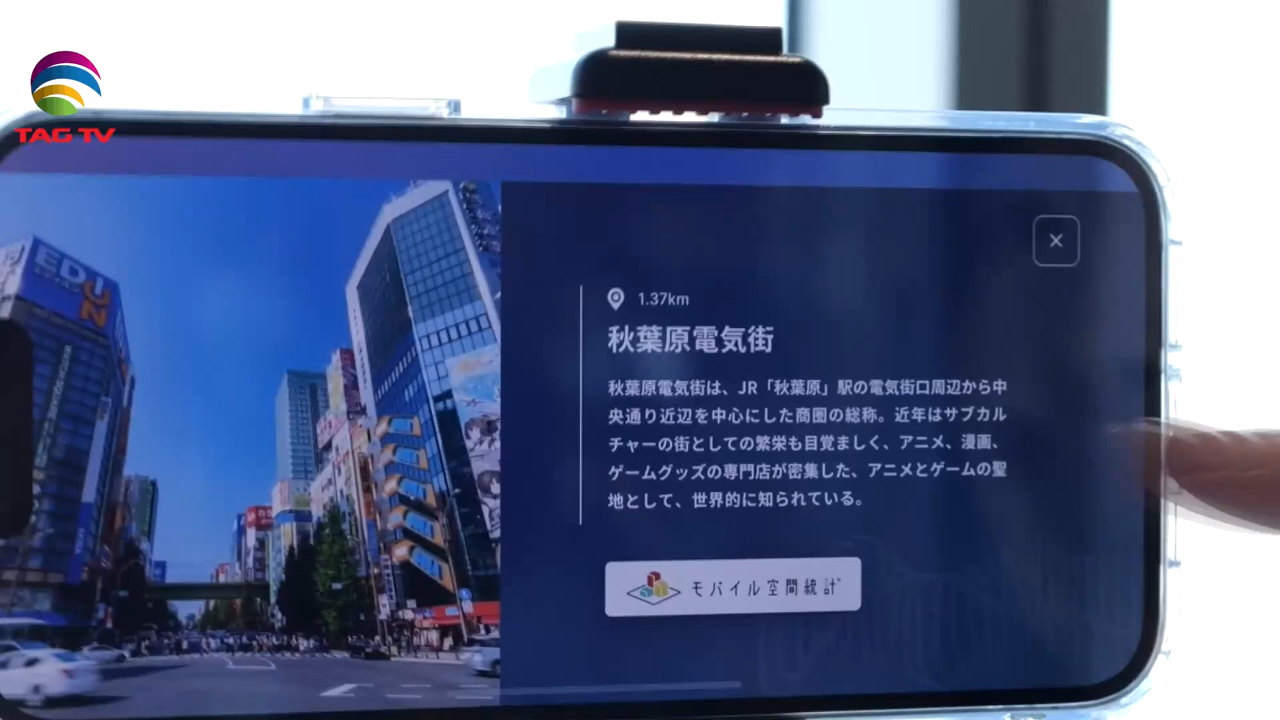 TAG TV
EDION
1.37km
秋葉原電気街
秋葉原電気街は、JR「秋葉原」駅の電気街口周辺から中
央通り近辺を中心にした商圏の総称。近年はサブカル
チャーの街としての繁栄も目覚ましく、アニメ、漫画、
ゲームグッズの専門店が密集した、アニメとゲームの聖
地として、世界的に知られている。
モバイル空間統計